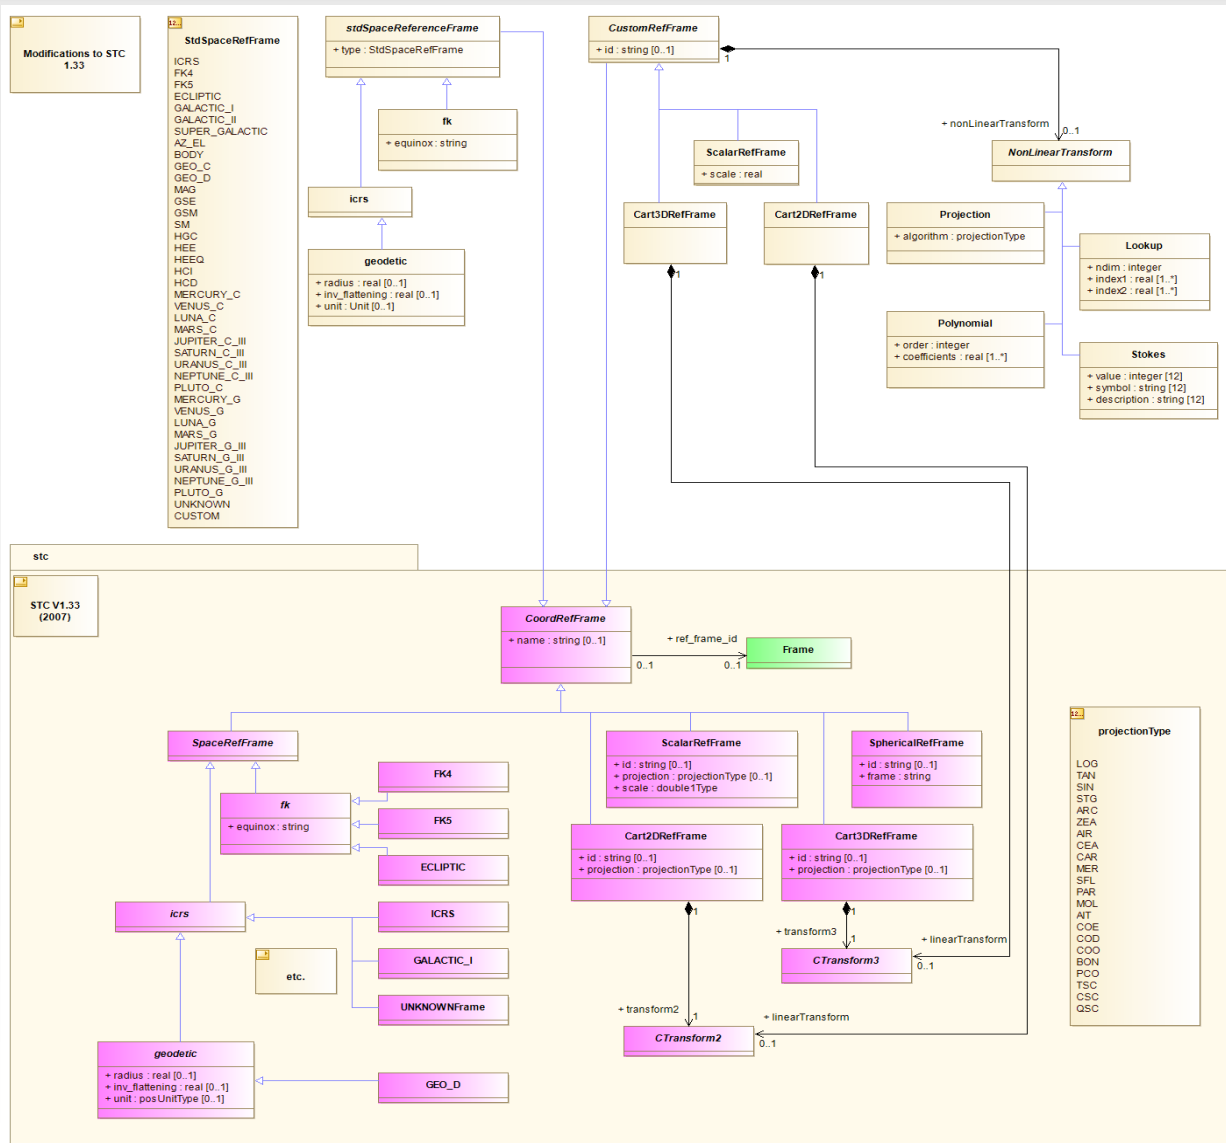 Modifications to STC
1.33
12...
StdSpaceRefFrame
ICRS
FK4
FK5
ECLIPTIC
GALACTIC_I
GALACTIC_II
SUPER_GALACTIC
AZ_EL
BODY
GEO_C
GEO_D
MAG
GSE
GSM
SM
HGC
HEE
HEEQ
HCI
HCD
MERCURY_C
VENUS_C
LUNA_C
MARS_C
JUPITER_C_III
SATURN_C_III
URANUS_C_III
NEPTUNE_C_III
PLUTO_C
MERCURY_G
VENUS_G
LUNA_G
MARS_G
JUPITER_G_III
SATURN_G_III
URANUS_G_III
NEPTUNE_G_III
PLUTO_G
UNKNOWN
CUSTOM
stdSpaceReferenceFrame
+ type : StdSpaceRefFrame
fk
+ equinox : string
icrs
geodetic
+ radius : real [0..1]
+ inv_flattening : real [0..1]
+ unit : Unit [0..1]
CustomRefFrame
+ id : string [0..1]
1
+ nonLinearTransform
0..1
ScalarRefFrame
+ scale : real
Cart3DRefFrame
1
Cart2DRefFrame
1
NonLinearTransform
Projection
+ algorithm : projectionType
Lookup
+ ndim : integer
+ index1 : real [1..*]
+ index2 : real [1..*]
Polynomial
+ order : integer
+ coefficients : real [1..*]
Stokes
+ value : integer [12]
+ symbol : string [12]
+ description : string [12]
stc
STC V1.33
(2007)
CoordRefFrame
+ name : string [0..1]
+ ref_frame_id
0..1
0..1
Frame
SpaceRefFrame
fk
+ equinox : string
FK4
FK5
ECLIPTIC
icrs
ICRS
GALACTIC_I
UNKNOWNFrame
etc.
geodetic
+ radius : real [0..1]
+ inv_flattening : real [0..1]
+ unit : posUnitType [0..1]
GEO_D
ScalarRefFrame
+ id : string [0..1]
+ projection : projectionType [0..1]
+ scale : double1Type
SphericalRefFrame
+ id : string [0..1]
+ frame : string
Cart2DRefFrame
+ id : string [0..1]
+ projection : projectionType [0..1]
1
+ transform2
1
CTransform2
+ linearTransform
0..1
Cart3DRefFrame
+ id : string [0..1]
+ projection : projectionType [0..1]
1
+ transform3
1
CTransform3
+ linearTransform
0..1
12...
projectionType
LOG
TAN
SIN
STG
ARC
ZEA
AIR
CEA
CAR
MER
SFL
PAR
MOL
AIT
COE
COD
COO
BON
PCO
TSC
CSC
QSC